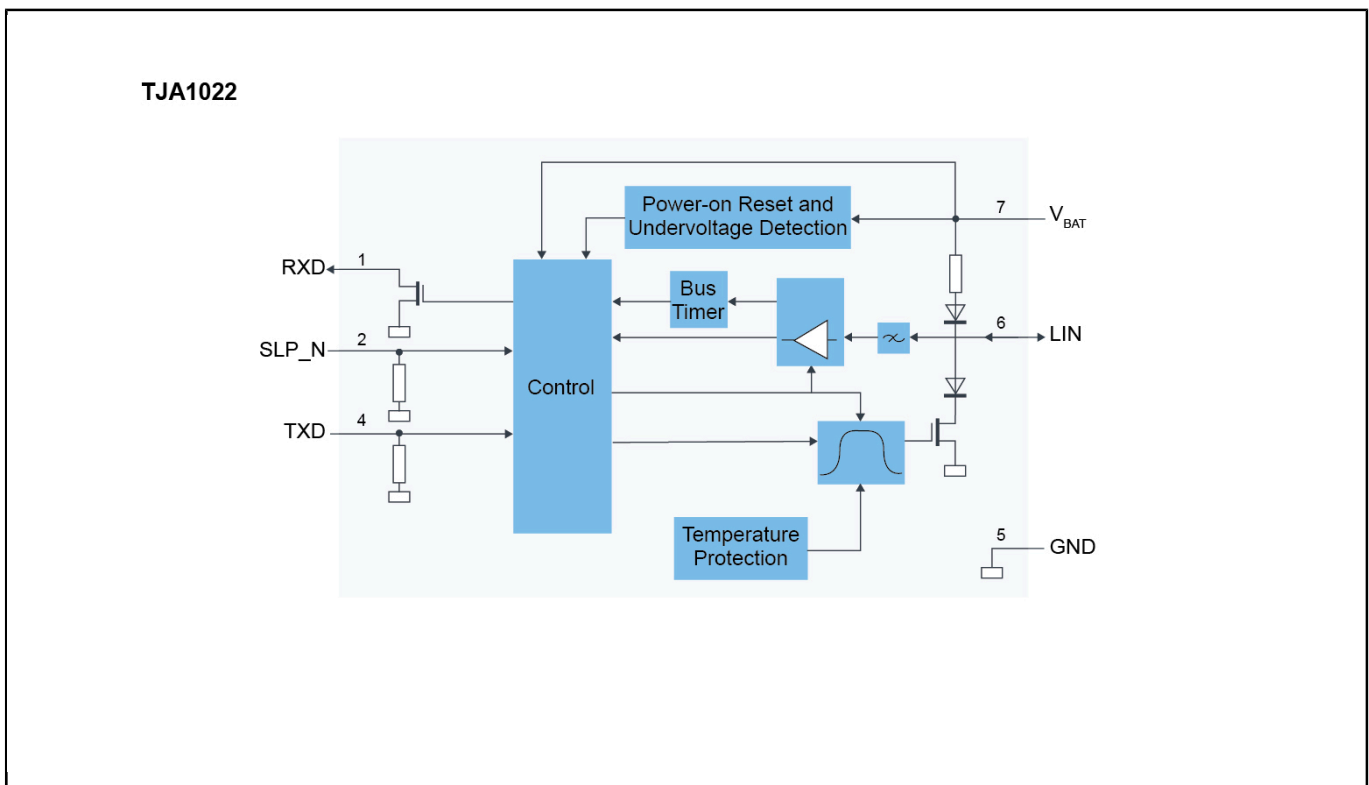 TJA1022
Power-on Reset and
Undervoltage Detection
7
V_BAT
RXD
1
Bus
Timer
6
LIN
SLP_N
2
Control
TXD
4
Temperature
Protection
5
GND